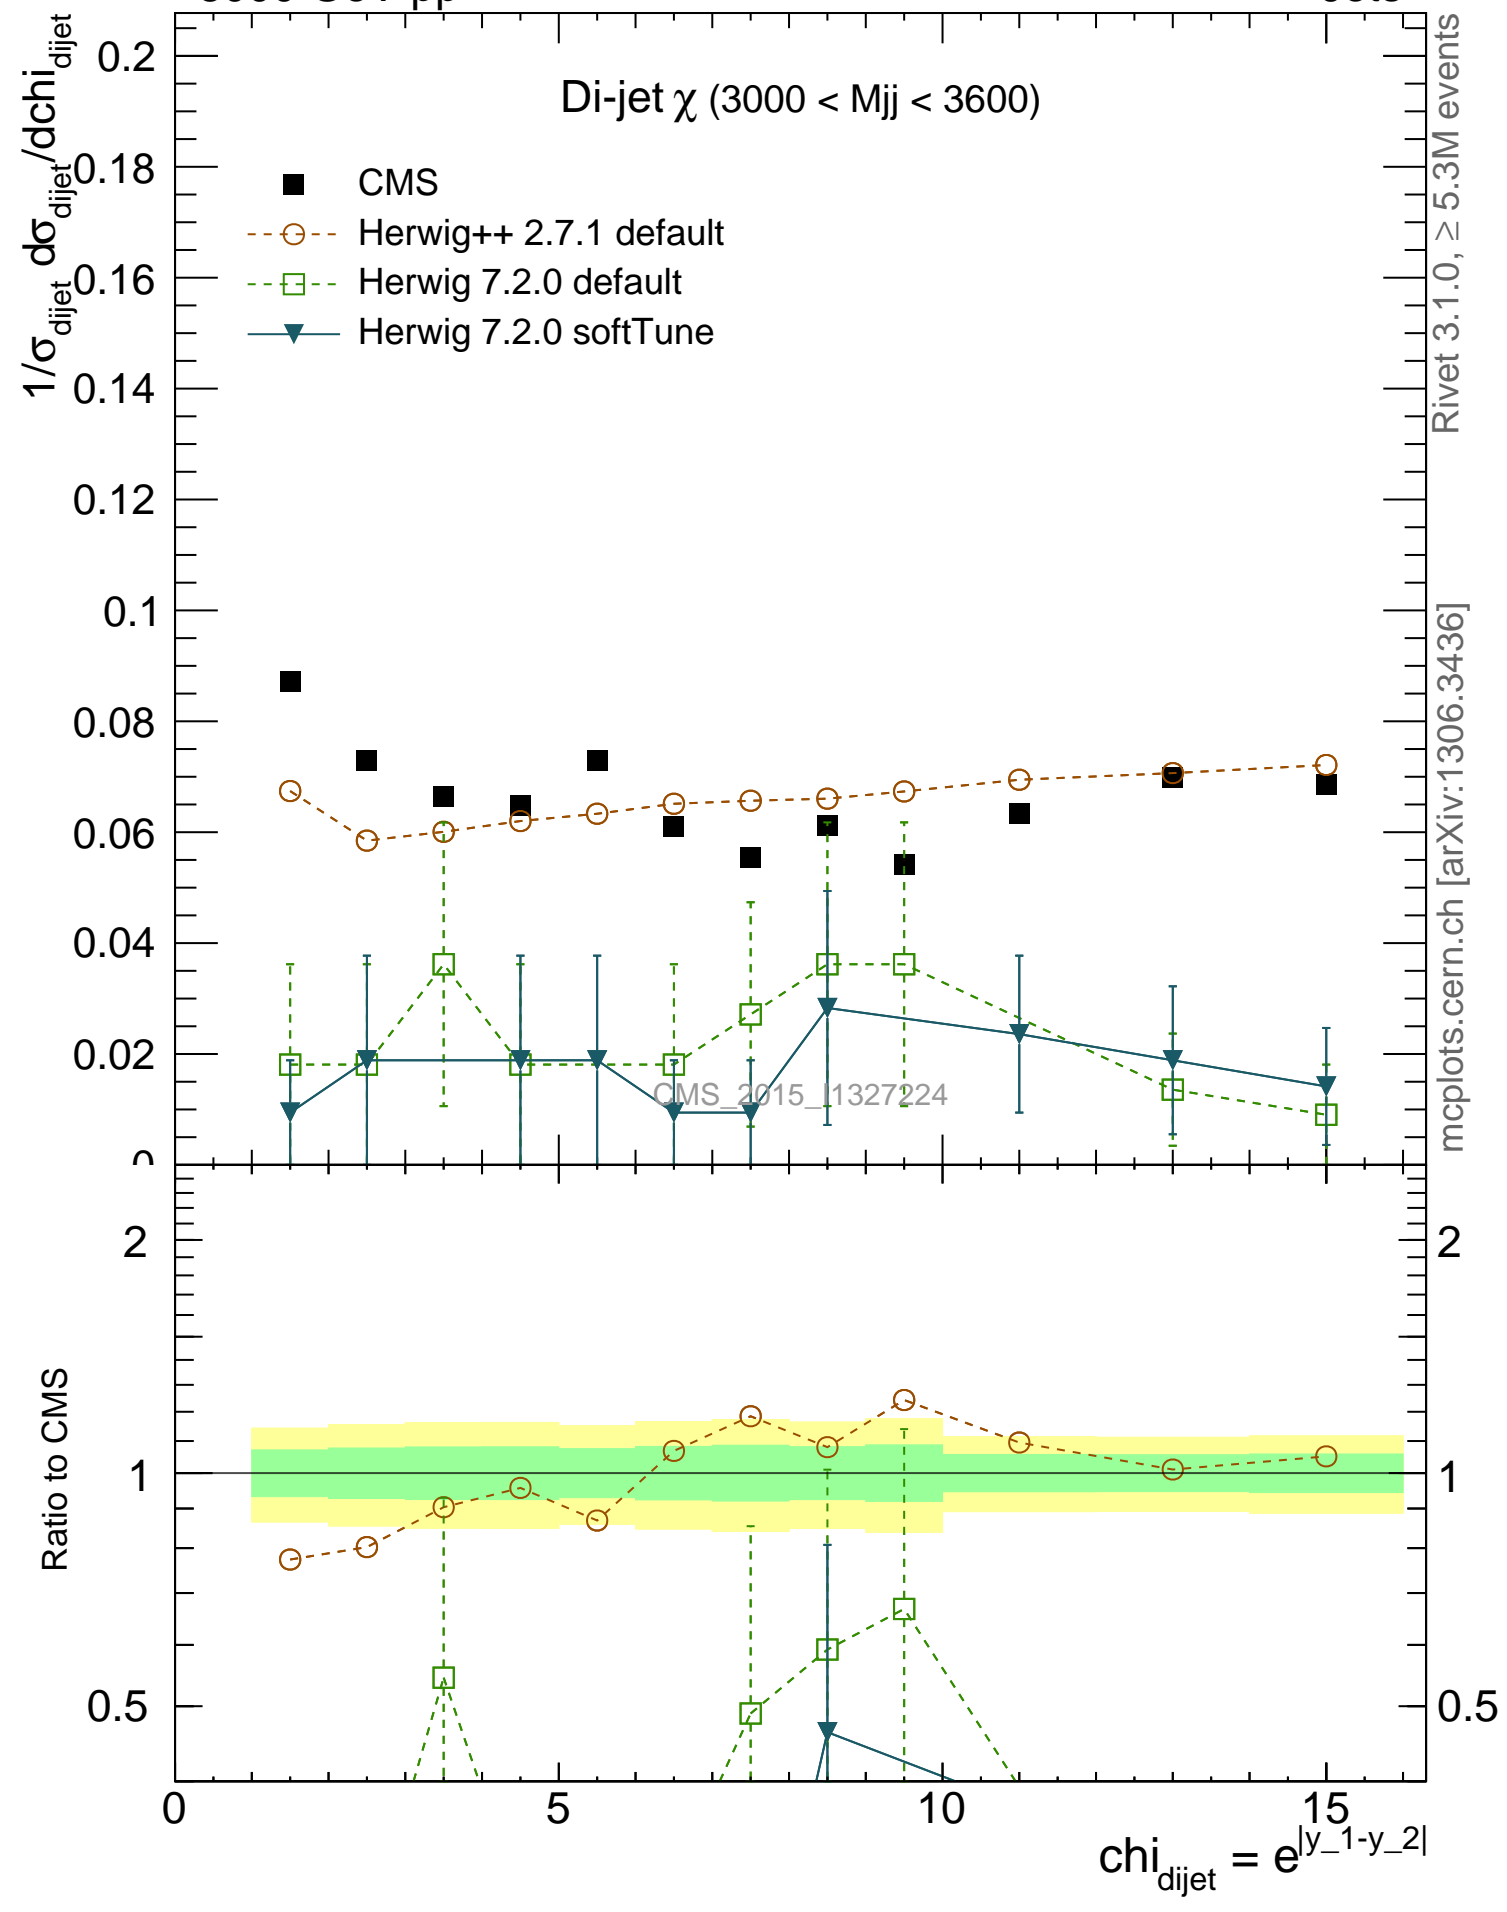 Di-jet χ (3000 < Mjj < 3600)
CMS
Herwig++ 2.7.1 default
Herwig 7.2.0 default
Herwig 7.2.0 softTune
1/σdijet dσdijet/dchidijet
0.2
0.18
0.16
0.14
0.12
0.1
0.08
0.06
0.04
0.02
0
CMS_2015_I1327224
Rivet 3.1.0, ≥ 5.3M events
mcplots.cern.ch [arXiv:1306.3436]
Ratio to CMS
2
1
0.5
2
1
0.5
0
5
10
15
chidijet = e|y_1-y_2|